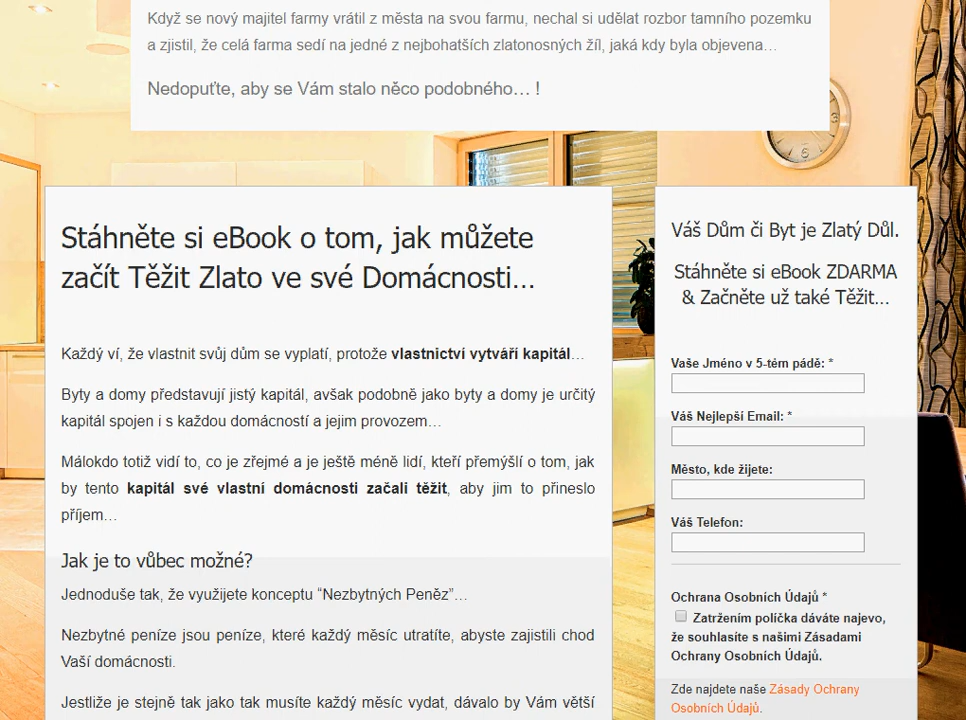 Když se nový majitel farmy vrátil z města na svou farmu, nechal si udělat rozbor tamního pozemku
a zjistil, že celá farma sedí na jedné z nejbohatších zlatonosných žíl, jaká kdy byla objevena…
Nedopuťte, aby se Vám stalo něco podobného… !
Stáhněte si eBook o tom, jak můžete
začít Těžit Zlato ve své Domácnosti…
Každý ví, že vlastnit svůj dům se vyplatí, protože vlastnictví vytváří kapitál…
Byty a domy představují jistý kapitál, avšak podobně jako byty a domy je určitý
kapitál spojen i s každou domácností a jejim provozem…
Málokdo totiž vidí to, co je zřejmé a je ještě méně lidí, kteří přemýšlí o tom, jak
by tento kapitál své vlastní domácnosti začali těžit, aby jim to přineslo
příjem…
Jak je to vůbec možné?
Jednoduše tak, že využijete konceptu “Nezbytných Peněz”…
Nezbytné peníze jsou peníze, které každý měsíc utratíte, abyste zajistili chod
Vaší domácnosti.
Jestliže je stejně tak jako tak musíte každý měsíc vydat, dávalo by Vám větší
Váš Dům či Byt je Zlatý Důl.
Stáhněte si eBook ZDARMA
& Začněte už také Těžit…
Vaše Jméno v 5-tém pádě: *
Váš Nejlepší Email: *
Město, kde žijete:
Váš Telefon:
Ochrana Osobních Údajů *
Zatržením políčka dáváte najevo,
že souhlasíte s našimi Zásadami
Ochrany Osobních Údajů.
Zde najdete naše Zásady Ochrany
Osobních Údajů.
3
6